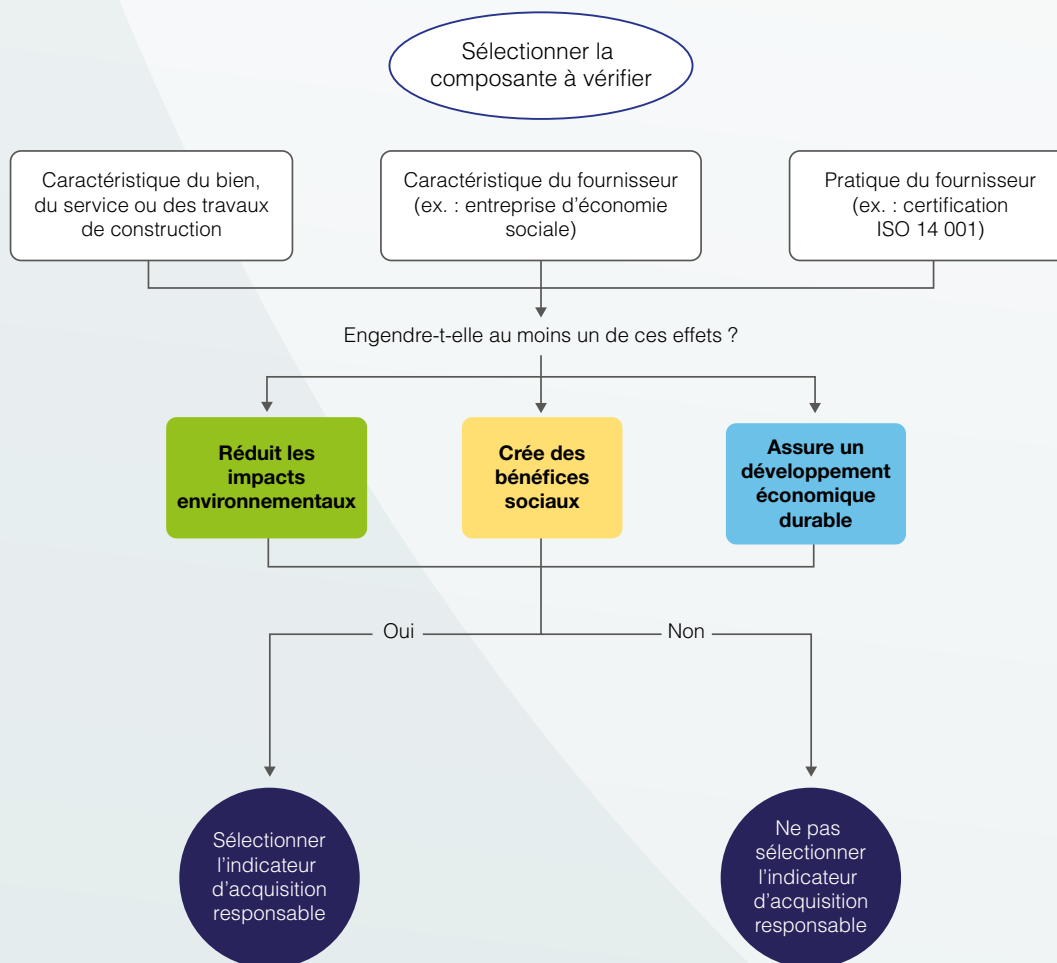 Sélectionner la
composante à vérifier
Caractéristique du bien,
du service ou des travaux
de construction
Caractéristique du fournisseur
(ex. : entreprise d’économie
sociale)
Pratique du fournisseur
(ex. : certification
ISO 14 001)
Engendre-t-elle au moins un de ces effets ?
Réduit les
impacts
environnementaux
Crée des
bénéfices
sociaux
Assure un
développement
économique
durable
Oui
Non
Sélectionner
l’indicateur
d’acquisition
responsable
Ne pas
sélectionner
l’indicateur
d’acquisition
responsable